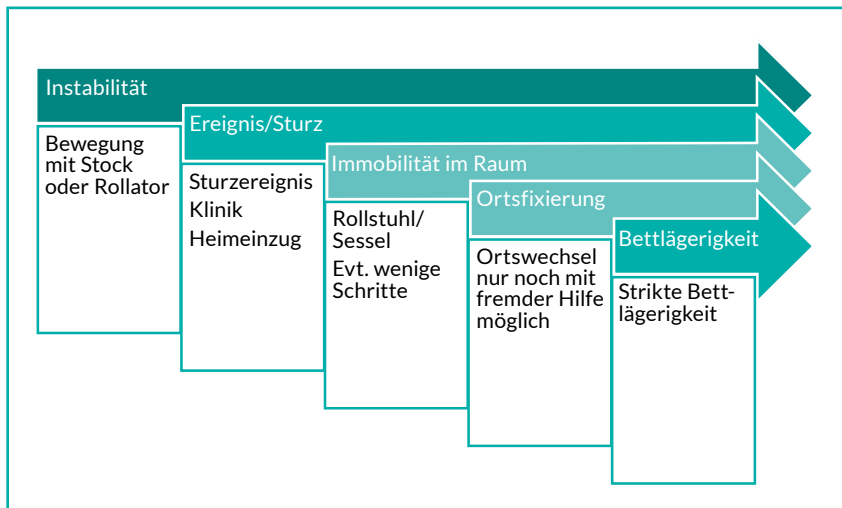 Instabilität
Bewegung
mit Stock
oder Rollator
Ereignis/Sturz
Sturzereignis
Klinik
Heimeinzug
Immobilität im Raum
Rollstuhl/
Sessel
Evt. wenige
Schritte
Ortsfixierung
Ortswechsel
nur noch mit
fremder Hilfe
möglich
Bettlägerigkeit
Strikte Bett-
lägerigkeit